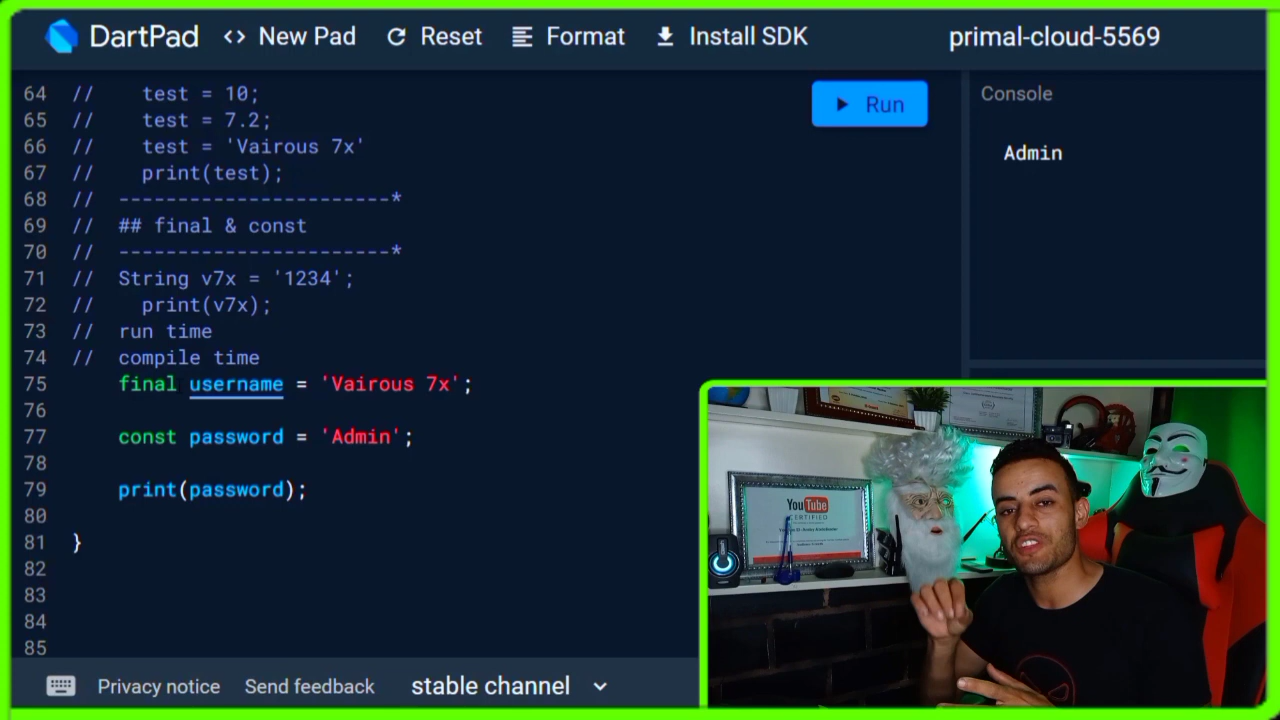 DartPad <> New Pad Reset Format Install SDK primal-cloud-5569
64 // test = 10;
65 // test = 7.2;
66 // test = 'Vairous 7x'
67 // print(test);
68 // -----------------------*
69 // ## final & const
70 // -----------------------*
71 // String v7x = '1234';
72 // print(v7x);
73 // run time
74 // compile time
75 final username = 'Vairous 7x';
76
77 const password = 'Admin';
78
79 print(password);
80
81 }
82
83
84
85
Run
Console
Admin
YouTube
CERTIFIED
Privacy notice Send feedback stable channel